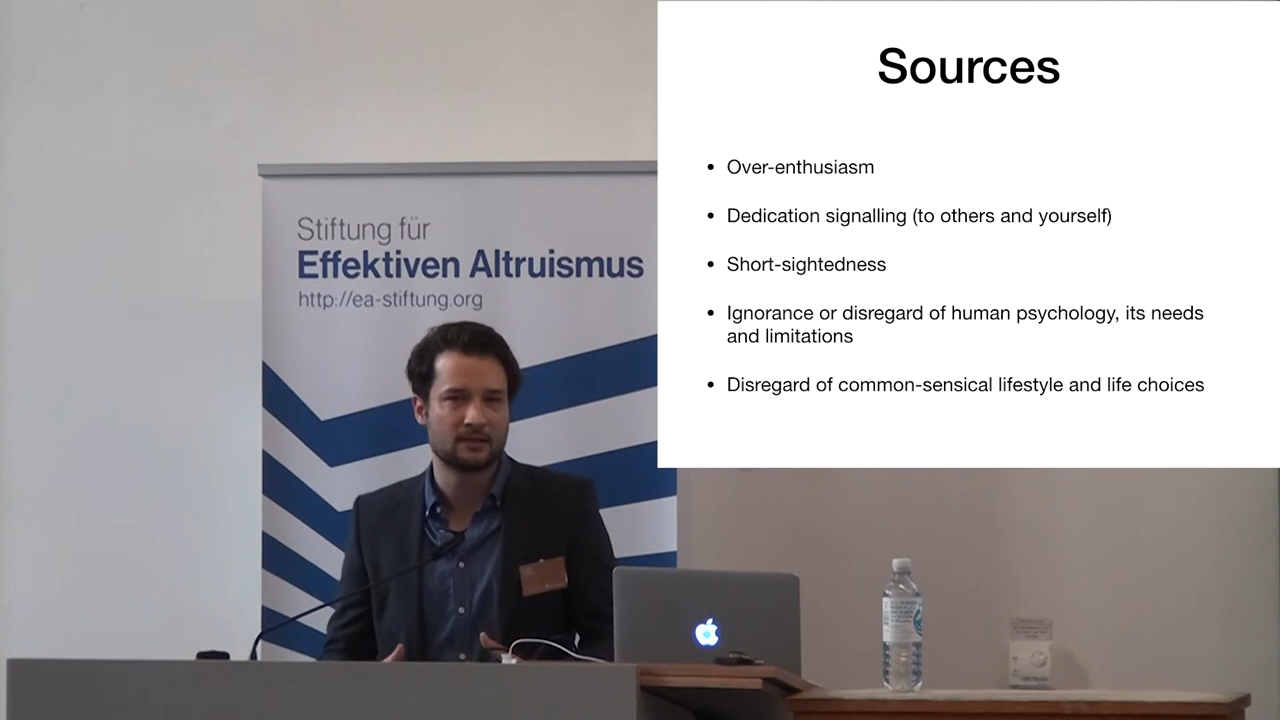 Sources
• Over-enthusiasm
• Dedication signalling (to others and yourself)
• Short-sightedness
• Ignorance or disregard of human psychology, its needs
and limitations
• Disregard of common-sensical lifestyle and life choices
Stiftung für
Effektiven Altruismus
http://ea-stiftung.org